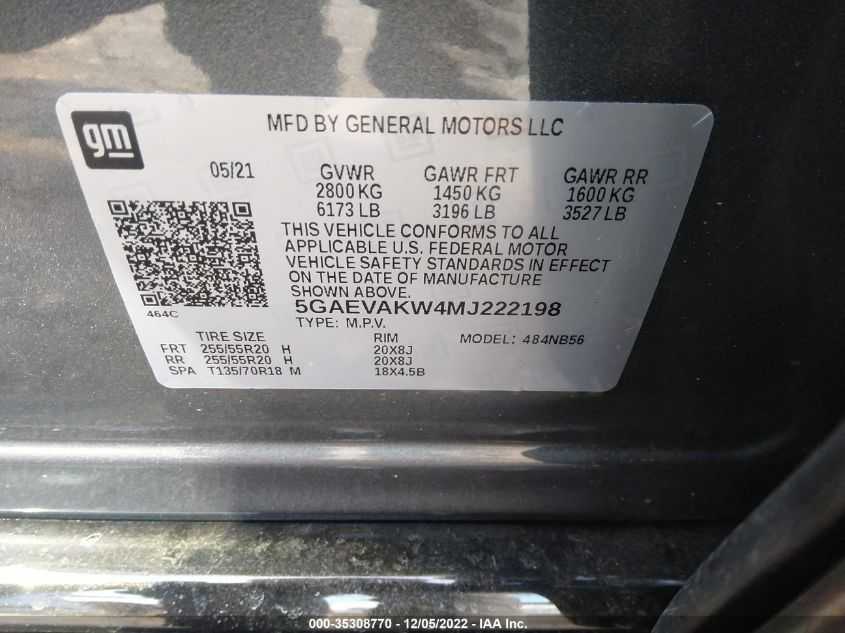 gm
MFD BY GENERAL MOTORS LLC
05/21 GVWR GAWR FRT GAWR RR
2800 KG 1450 KG 1600 KG
6173 LB 3196 LB 3527 LB
THIS VEHICLE CONFORMS TO ALL
APPLICABLE U.S. FEDERAL MOTOR
VEHICLE SAFETY STANDARDS IN EFFECT
ON THE DATE OF MANUFACTURE
SHOWN ABOVE.
464C
5GAEVAKW4MJ222198
TYPE: M.P.V.
TIRE SIZE RIM MODEL: 484NB56
FRT 255/55R20 H 20X8J
RR 255/55R20 H 20X8J
SPA T135/70R18 M 18X4.5B
000-35308770 - 12/05/2022 - IAA Inc.